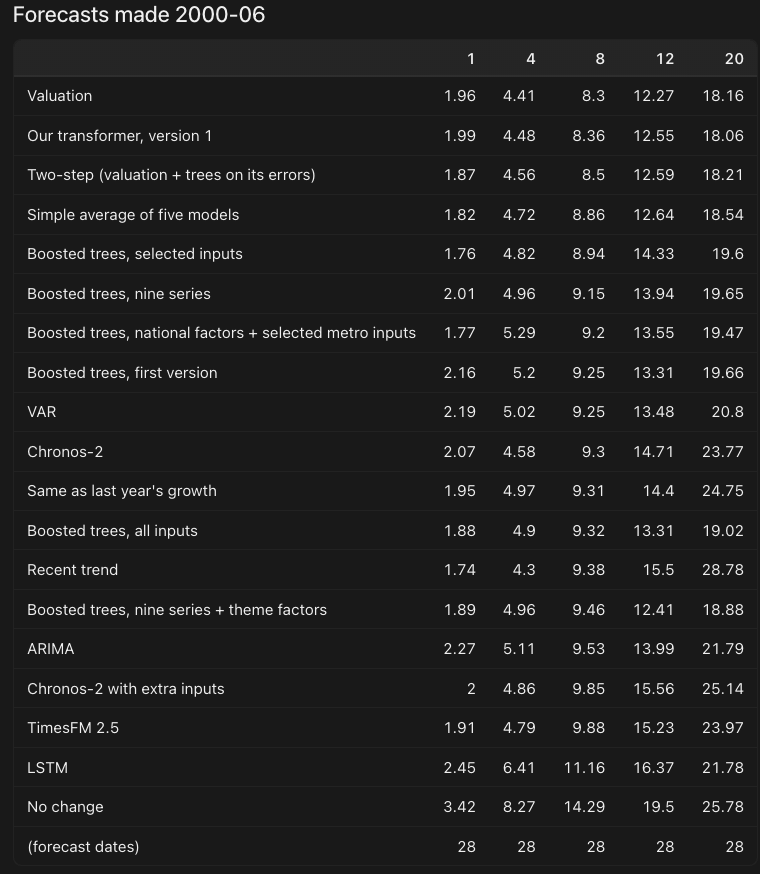 Forecasts made 2000-06
1 4 8 12 20
Valuation 1.96 4.41 8.3 12.27 18.16
Our transformer, version 1 1.99 4.48 8.36 12.55 18.06
Two-step (valuation + trees on its errors) 1.87 4.56 8.5 12.59 18.21
Simple average of five models 1.82 4.72 8.86 12.64 18.54
Boosted trees, selected inputs 1.76 4.82 8.94 14.33 19.6
Boosted trees, nine series 2.01 4.96 9.15 13.94 19.65
Boosted trees, national factors + selected metro inputs 1.77 5.29 9.2 13.55 19.47
Boosted trees, first version 2.16 5.2 9.25 13.31 19.66
VAR 2.19 5.02 9.25 13.48 20.8
Chronos-2 2.07 4.58 9.3 14.71 23.77
Same as last year's growth 1.95 4.97 9.31 14.4 24.75
Boosted trees, all inputs 1.88 4.9 9.32 13.31 19.02
Recent trend 1.74 4.3 9.38 15.5 28.78
Boosted trees, nine series + theme factors 1.89 4.96 9.46 12.41 18.88
ARIMA 2.27 5.11 9.53 13.99 21.79
Chronos-2 with extra inputs 2 4.86 9.85 15.56 25.14
TimesFM 2.5 1.91 4.79 9.88 15.23 23.97
LSTM 2.45 6.41 11.16 16.37 21.78
No change 3.42 8.27 14.29 19.5 25.78
(forecast dates) 28 28 28 28 28